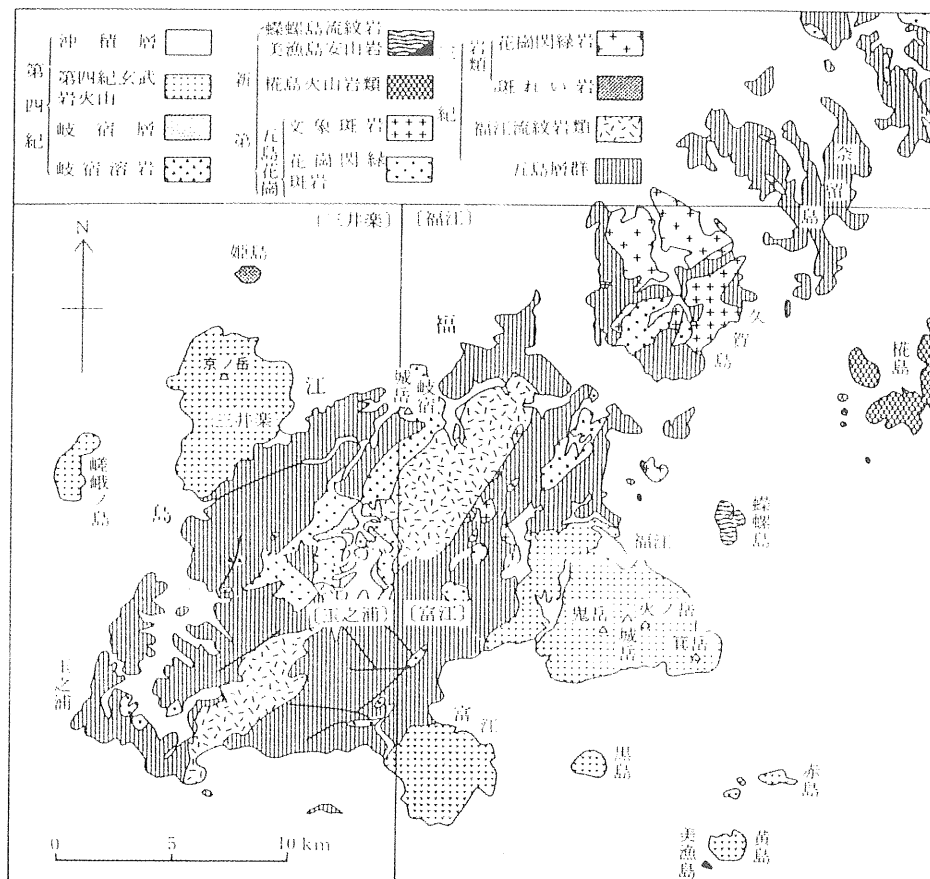 第四紀
沖積層
第四紀玄武岩火山
岐宿層
岐宿溶岩
新第三紀
蠑螺島流紋岩
美漁島安山岩
椛島火山岩類
五島花崗岩類
文象斑岩
花崗閃緑斑岩
花崗閃緑岩
斑れい岩
福江流紋岩類
五島層群
奈留島
〔三井楽〕
〔福江〕
N
姫島
京ノ岳
三井楽
嵯峨ノ島
福江島
城岳
岐宿
久賀島
椛島
蠑螺島
福江
鬼岳
火ノ岳
城岳
箕岳
〔玉之浦〕
〔富江〕
玉之浦
富江
黒島
赤島
美漁島
黄島
0 5 10 km